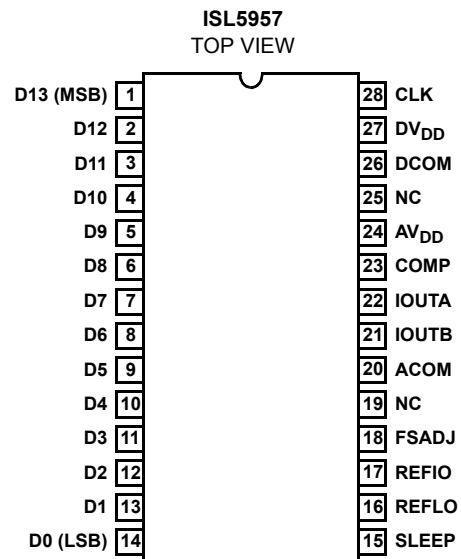 ISL5957
TOP VIEW
D13 (MSB) 1 28 CLK
D12 2 27 DVDD
D11 3 26 DCOM
D10 4 25 NC
D9 5 24 AVDD
D8 6 23 COMP
D7 7 22 IOUTA
D6 8 21 IOUTB
D5 9 20 ACOM
D4 10 19 NC
D3 11 18 FSADJ
D2 12 17 REFIO
D1 13 16 REFLO
D0 (LSB) 14 15 SLEEP